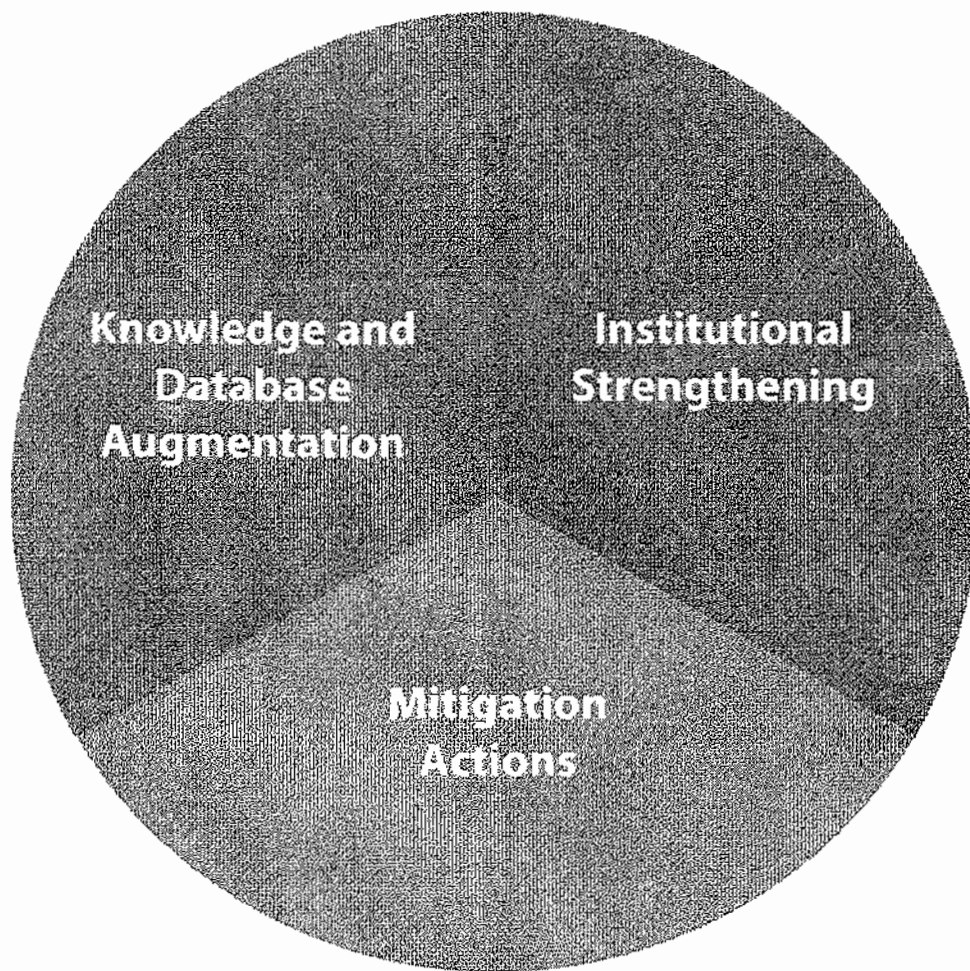 Knowledge and
Database
Augmentation
Institutional
Strengthening
Mitigation
Actions